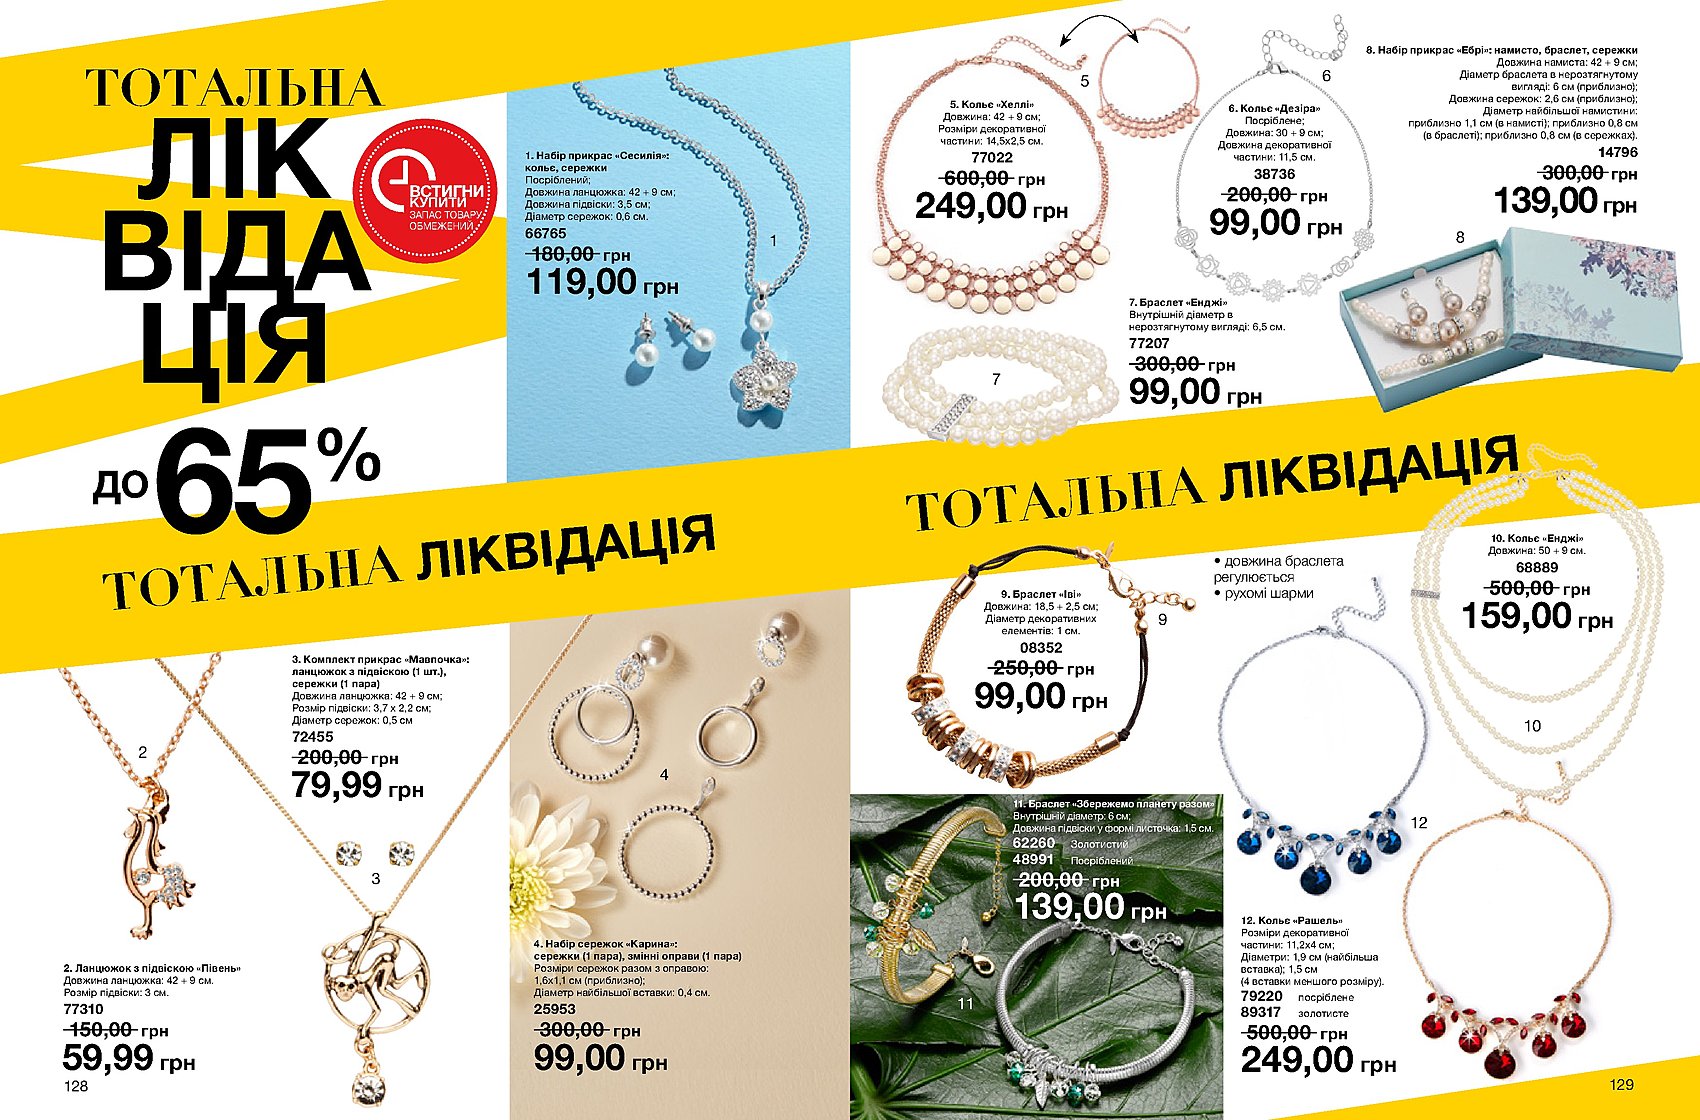 ТОТАЛЬНА
ЛІК
ВІДА
ЦІЯ
до 65%
ВСТИГНИ
КУПИТИ
ЗАПАС ТОВАРУ
ОБМЕЖЕНИЙ
1. Набір прикрас «Сесилія»:
кольє, сережки
Посріблений;
Довжина ланцюжка: 42 + 9 см;
Довжина підвіски: 3,5 см;
Діаметр сережок: 0,6 см.
66765
180,00 грн
119,00 грн
1
ТОТАЛЬНА ЛІКВІДАЦІЯ
2
2. Ланцюжок з підвіскою «Півень»
Довжина ланцюжка: 42 + 9 см.
Розмір підвіски: 3 см.
77310
150,00 грн
59,99 грн
128
3. Комплект прикрас «Мавпочка»:
ланцюжок з підвіскою (1 шт.),
сережки (1 пара)
Довжина ланцюжка: 42 + 9 см;
Розмір підвіски: 3,7 x 2,2 см;
Діаметр сережок: 0,5 см
72455
200,00 грн
79,99 грн
3
4
4. Набір сережок «Карина»:
сережки (1 пара), змінні оправи (1 пара)
Розміри сережок разом з оправою:
1,6x1,1 см (приблизно);
Діаметр найбільшої вставки: 0,4 см.
25953
300,00 грн
99,00 грн
5
5. Кольє «Хеллі»
Довжина: 42 + 9 см;
Розміри декоративної
частини: 14,5x2,5 см.
77022
600,00 грн
249,00 грн
6
6. Кольє «Дезіра»
Посріблене;
Довжина: 30 + 9 см;
Довжина декоративної
частини: 11,5 см.
38736
200,00 грн
99,00 грн
7. Браслет «Енджі»
Внутрішній діаметр в
нерозтягнутому вигляді: 6,5 см.
77207
300,00 грн
99,00 грн
7
8. Набір прикрас «Ебрі»: намисто, браслет, сережки
Довжина намиста: 42 + 9 см;
Діаметр браслета в нерозтягнутому
вигляді: 6 см (приблизно);
Довжина сережок: 2,6 см (приблизно);
Діаметр найбільшої намистини:
приблизно 1,1 см (в намисті); приблизно 0,8 см
(в браслеті); приблизно 0,8 см (в сережках).
14796
300,00 грн
139,00 грн
8
ТОТАЛЬНА ЛІКВІДАЦІЯ
9. Браслет «Іві»
Довжина: 18,5 + 2,5 см;
Діаметр декоративних
елементів: 1 см.
08352
250,00 грн
99,00 грн
9
• довжина браслета
регулюється
• рухомі шарми
10. Кольє «Енджі»
Довжина: 50 + 9 см.
68889
500,00 грн
159,00 грн
10
11. Браслет «Збережемо планету разом»
Внутрішній діаметр: 6 см;
Довжина підвіски у формі листочка: 1,5 см.
62260 Золотистий
48991 Посріблений
200,00 грн
139,00 грн
11
12
12. Кольє «Рашель»
Розміри декоративної
частини: 11,2x4 см;
Діаметри: 1,9 см (найбільша
вставка); 1,5 см
(4 вставки меншого розміру).
79220 посріблене
89317 золотисте
500,00 грн
249,00 грн
129